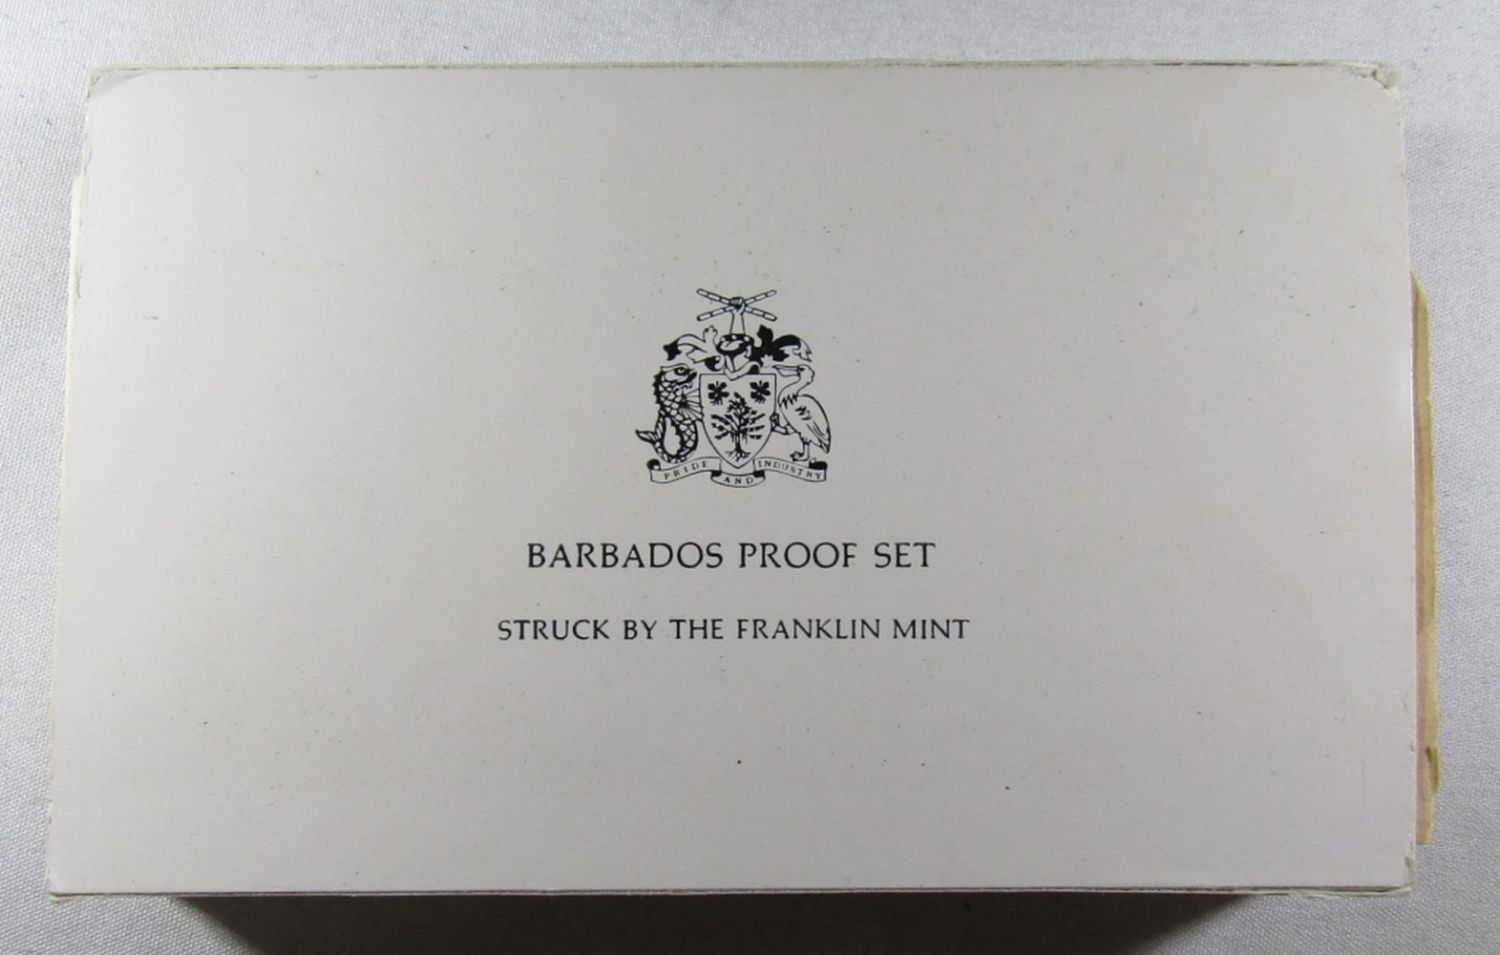 PRIDE AND INDUSTRY
BARBADOS PROOF SET
STRUCK BY THE FRANKLIN MINT